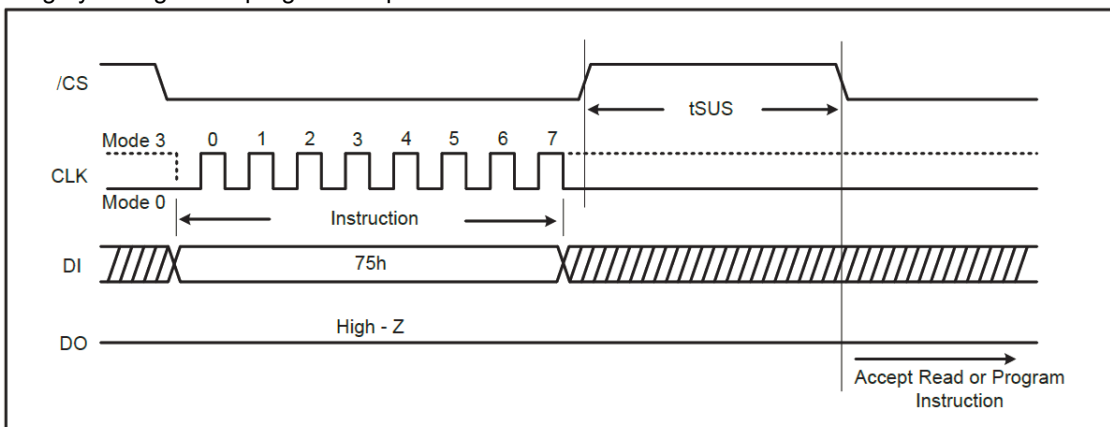 /CS
tSUS
Mode 3 0 1 2 3 4 5 6 7
CLK
Mode 0
Instruction
DI
75h
High - Z
DO
Accept Read or Program
Instruction